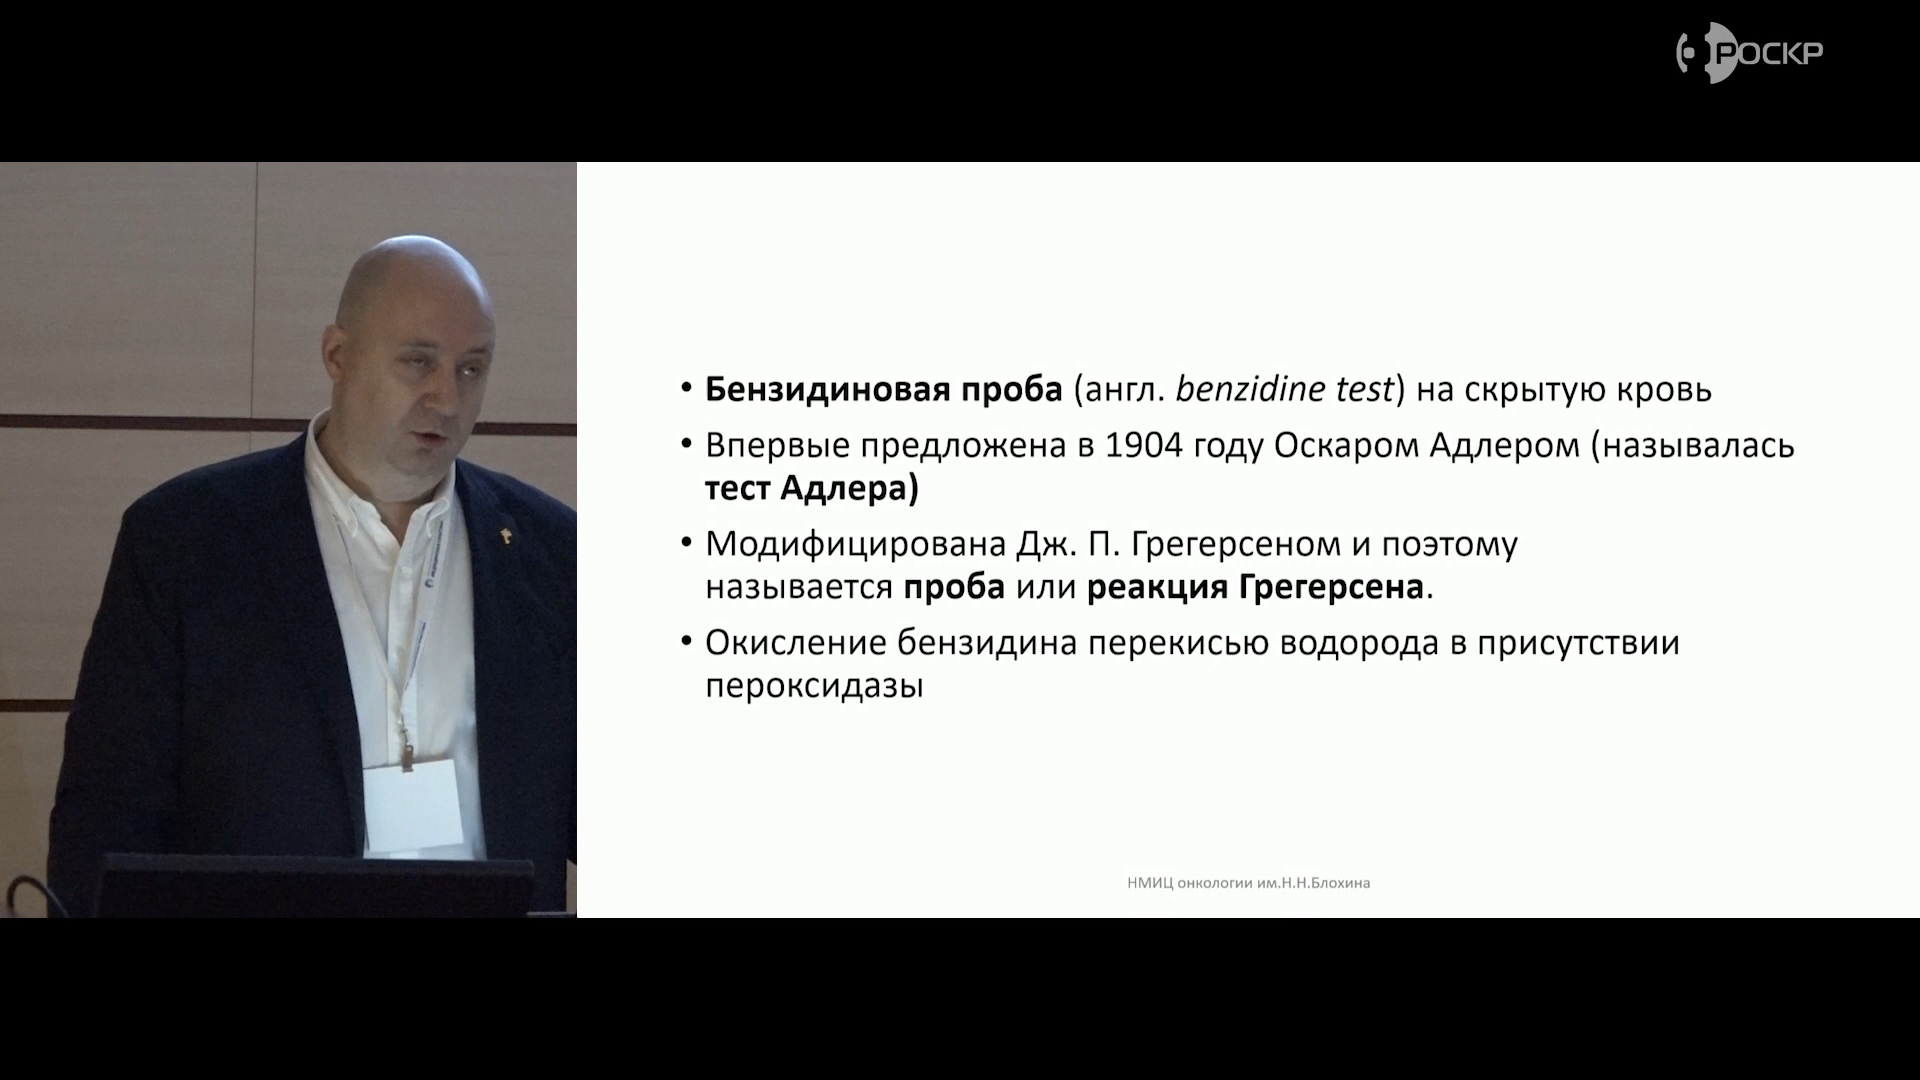 РОСКР
• Бензидиновая проба (англ. benzidine test) на скрытую кровь
• Впервые предложена в 1904 году Оскаром Адлером (называлась
тест Адлера)
• Модифицирована Дж. П. Грегерсеном и поэтому
называется проба или реакция Грегерсена.
• Окисление бензидина перекисью водорода в присутствии
пероксидазы
НМИЦ онкологии им.Н.Н.Блохина